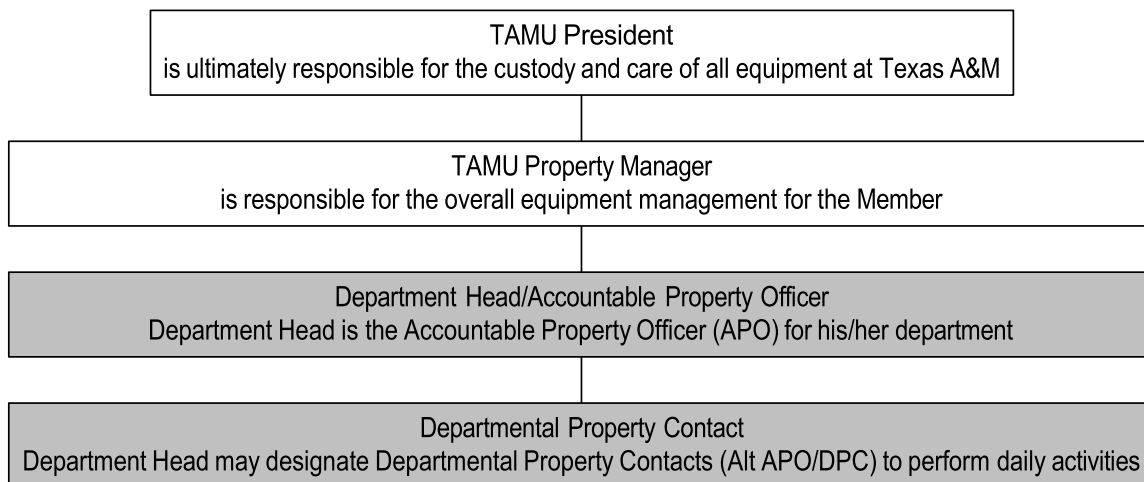 TAMU President
is ultimately responsible for the custody and care of all equipment at Texas A&M
TAMU Property Manager
is responsible for the overall equipment management for the Member
Department Head/Accountable Property Officer
Department Head is the Accountable Property Officer (APO) for his/her department
Departmental Property Contact
Department Head may designate Departmental Property Contacts (Alt APO/DPC) to perform daily activities